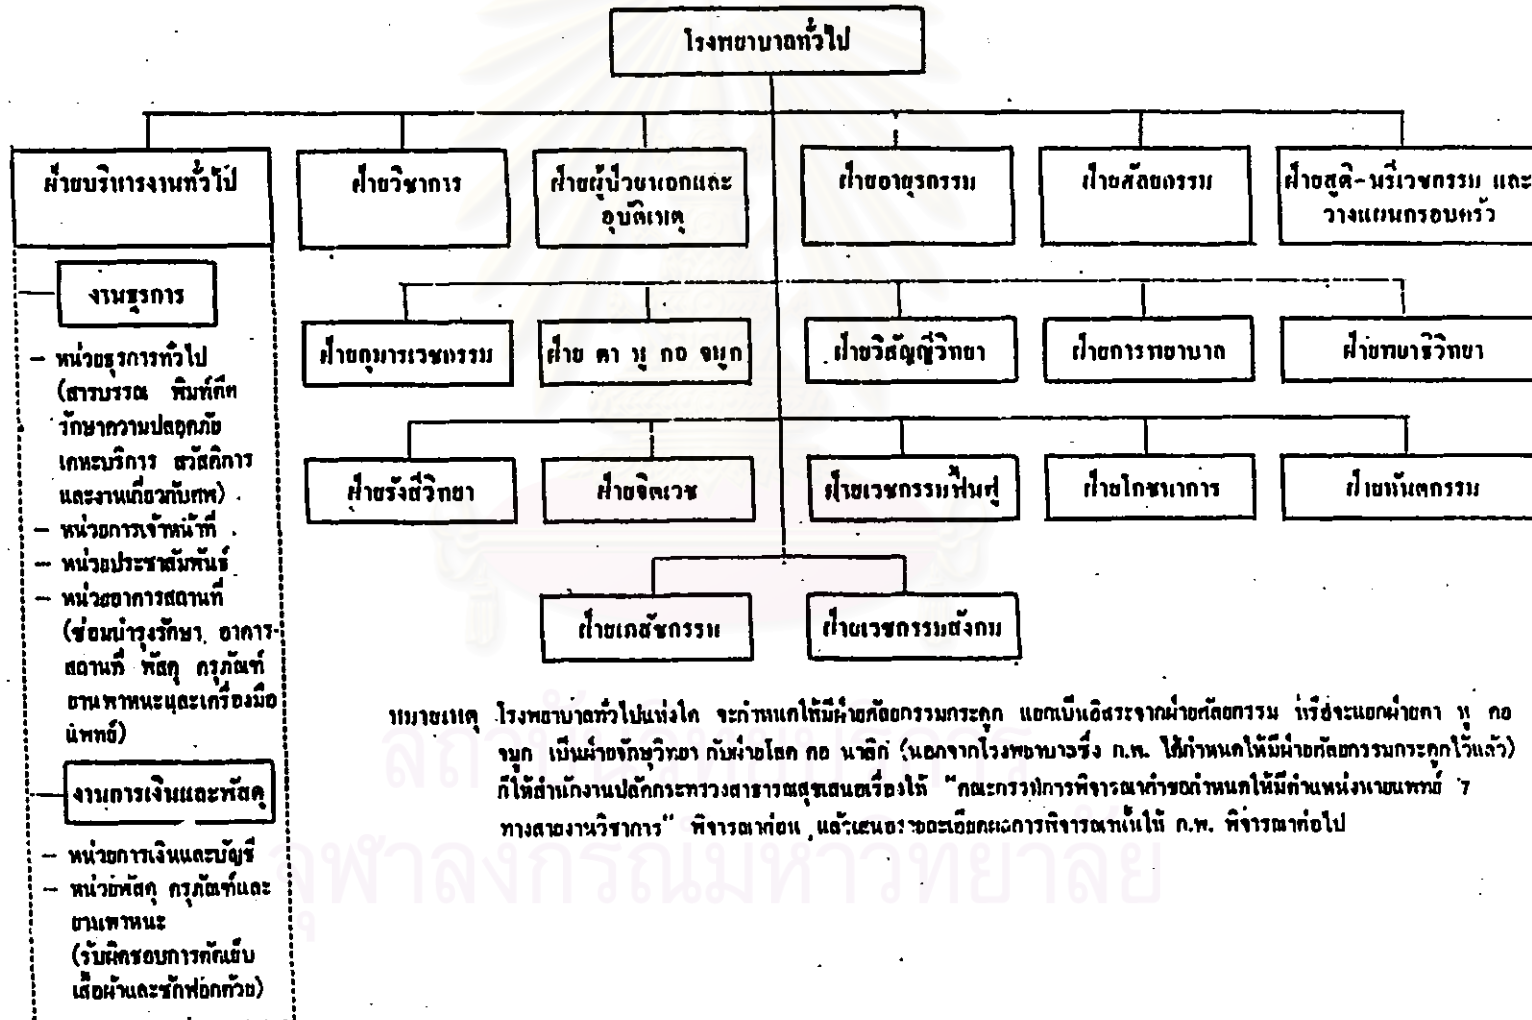 โรงพยาบาลทั่วไป
ฝ่ายบริหารงานทั่วไป
ฝ่ายวิชาการ
ฝ่ายผู้ป่วยนอกและ
อุบัติเหตุ
ฝ่ายอายุรกรรม
ฝ่ายศัลยกรรม
ฝ่ายสูติ-นรีเวชกรรม และ
วางแผนครอบครัว
งานธุรการ
– หน่วยธุรการทั่วไป
(สารบรรณ พิมพ์ดีด
รักษาความปลอดภัย
เคหะบริการ สวัสดิการ
และงานเกี่ยวกับศพ)
– หน่วยการเจ้าหน้าที่
– หน่วยประชาสัมพันธ์
– หน่วยอาคารสถานที่
(ซ่อมบำรุงรักษา อาคาร-
สถานที่ พัสดุ ครุภัณฑ์
ยานพาหนะและเครื่องมือ
แพทย์)
งานการเงินและพัสดุ
– หน่วยการเงินและบัญชี
– หน่วยพัสดุ ครุภัณฑ์และ
ยานพาหนะ
(รับผิดชอบการตัดเย็บ
เสื้อผ้าและซักฟอกด้วย)
ฝ่ายกุมารเวชกรรม
ฝ่าย ตา หู คอ จมูก
ฝ่ายวิสัญญีวิทยา
ฝ่ายการพยาบาล
ฝ่ายพยาธิวิทยา
ฝ่ายรังสีวิทยา
ฝ่ายจิตเวช
ฝ่ายเวชกรรมฟื้นฟู
ฝ่ายโภชนาการ
ฝ่ายทันตกรรม
ฝ่ายเภสัชกรรม
ฝ่ายเวชกรรมสังคม
หมายเหตุ โรงพยาบาลทั่วไปแห่งใด จะกำหนดให้มีฝ่ายศัลยกรรมกระดูก แยกเป็นอิสระจากฝ่ายศัลยกรรม หรือจะแยกฝ่ายตา หู คอ
จมูก เป็นฝ่ายจักษุวิทยา กับฝ่ายโสต ศอ นาสิก (นอกจากโรงพยาบาลซึ่ง ก.พ. ได้กำหนดให้มีฝ่ายศัลยกรรมกระดูกไว้แล้ว)
ก็ให้สำนักงานปลัดกระทรวงสาธารณสุขเสนอเรื่องให้ "คณะกรรมการพิจารณาคำขอกำหนดให้มีตำแหน่งนายแพทย์ 7
ทางสายงานวิชาการ" พิจารณาก่อน แล้วเสนอรายละเอียดผลการพิจารณานั้นให้ ก.พ. พิจารณาต่อไป
สถาบันวิทยบริการ
จุฬาลงกรณ์มหาวิทยาลัย